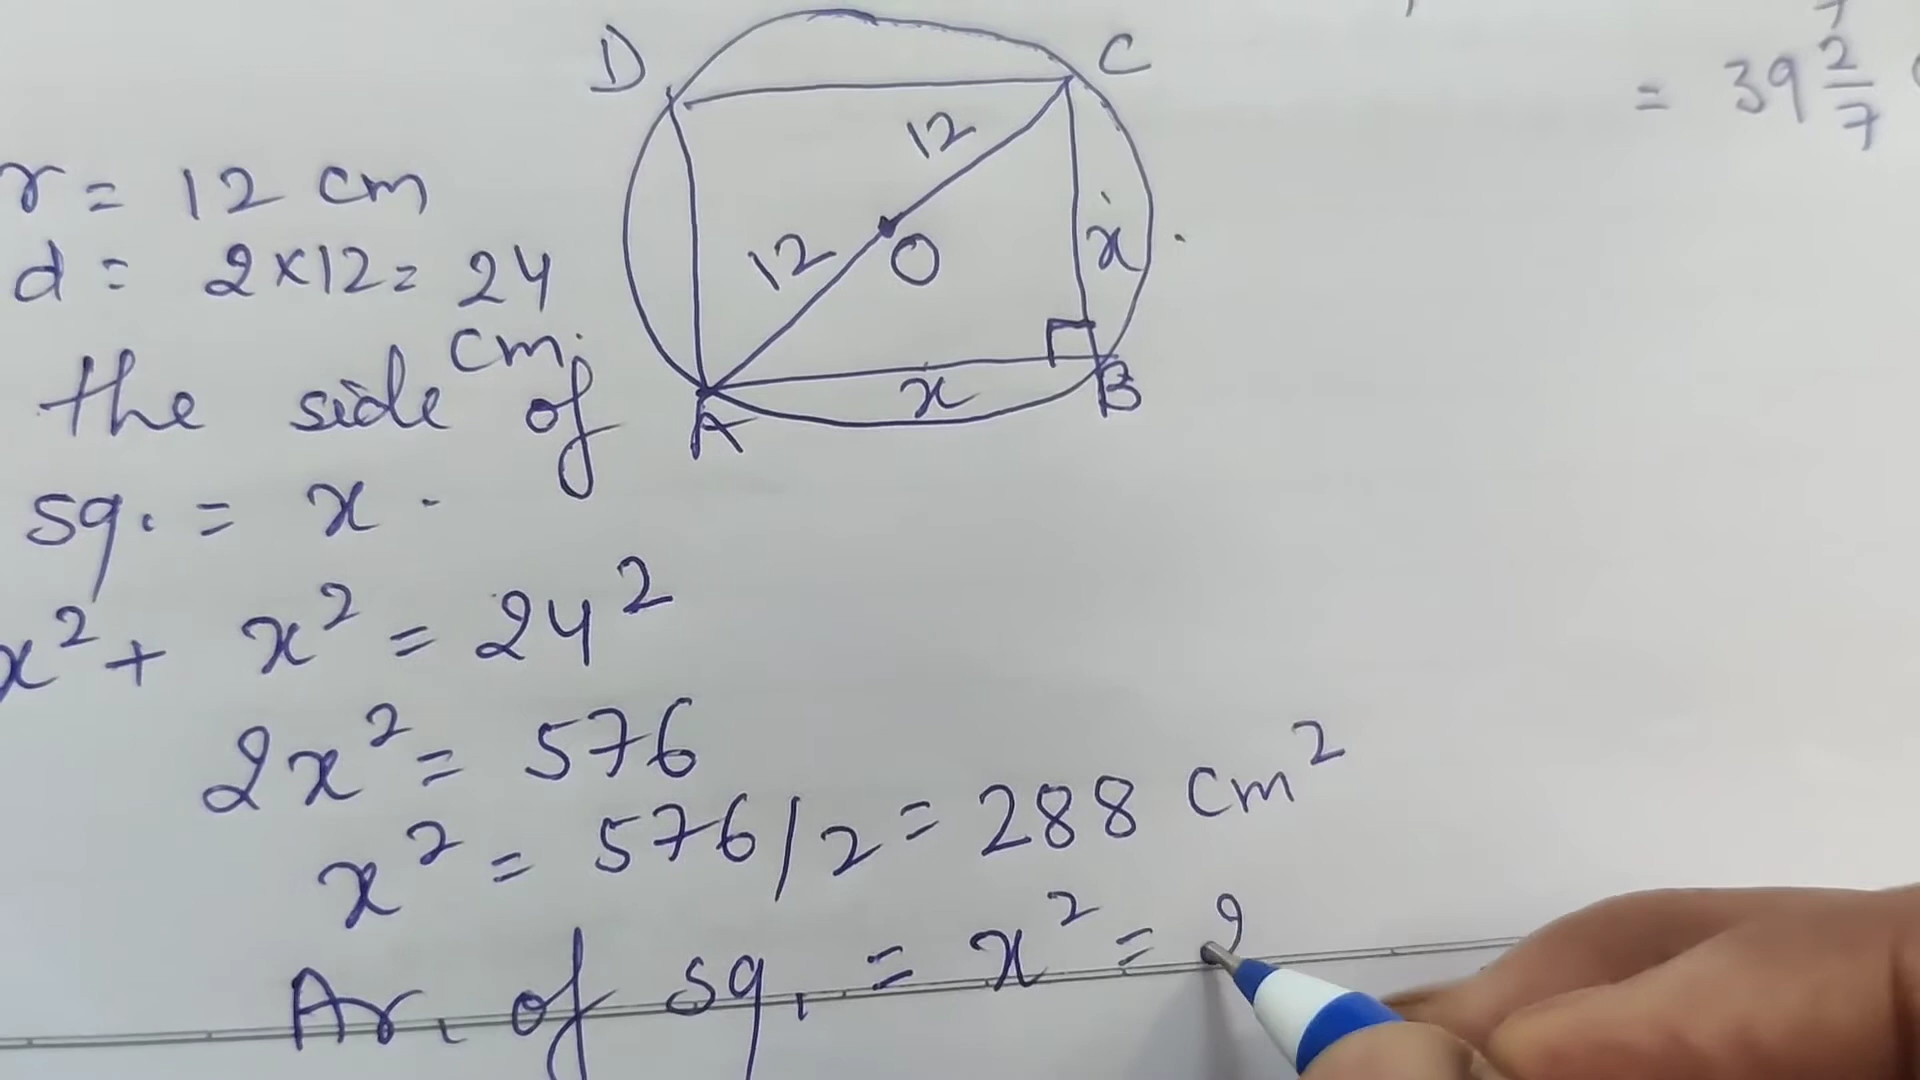 D
C
= 39 2/7
12
r = 12 cm
x
12
O
d = 2×12 = 24
cm.
the side of
x
B
A
sq. = x.
x² + x² = 24²
2x² = 576
x² = 576/2 = 288 cm²
Ar. of sq. = x² = 2